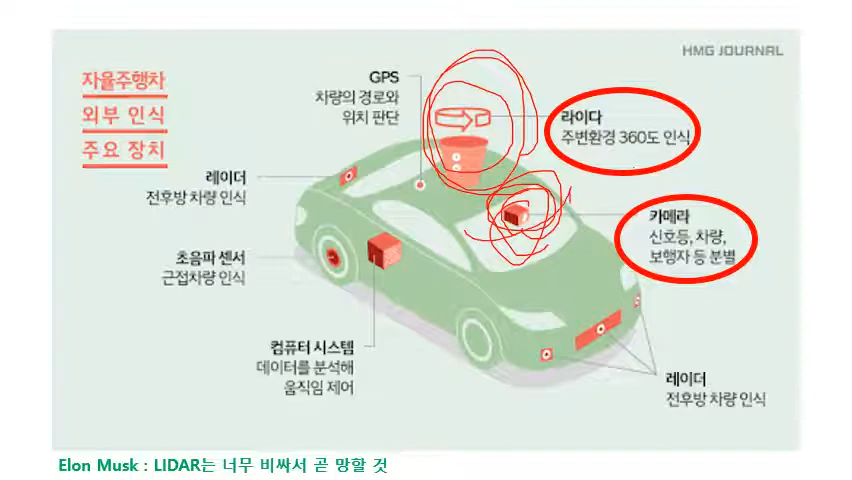 HMG JOURNAL
자율주행차
외부 인식
주요 장치
GPS
차량의 경로와
위치 판단
라이다
주변환경 360도 인식
레이더
전후방 차량 인식
카메라
신호등, 차량,
보행자 등 분별
초음파 센서
근접차량 인식
컴퓨터 시스템
데이터를 분석해
움직임 제어
레이더
전후방 차량 인식
Elon Musk : LIDAR는 너무 비싸서 곧 망할 것